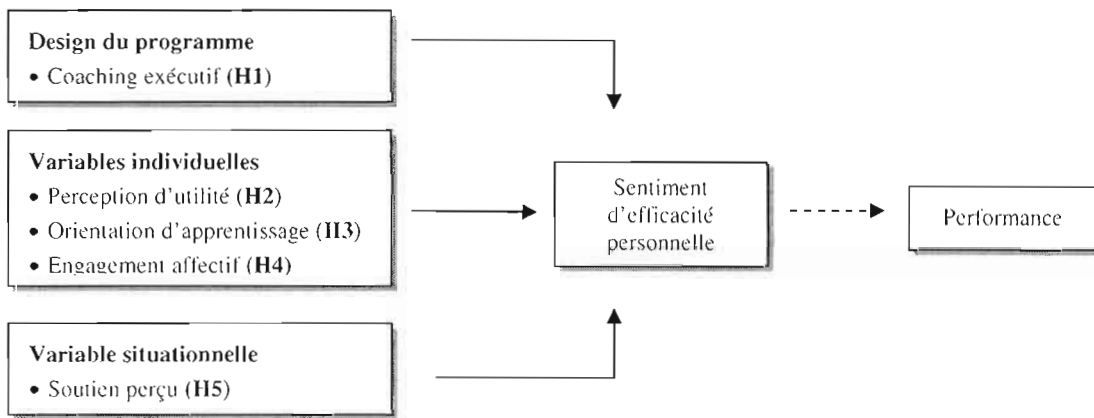 Design du programme
• Coaching exécutif (H1)
Variables individuelles
• Perception d'utilité (H2)
• Orientation d'apprentissage (H3)
• Engagement affectif (H4)
Variable situationnelle
• Soutien perçu (H5)
Sentiment
d'efficacité
personnelle
Performance